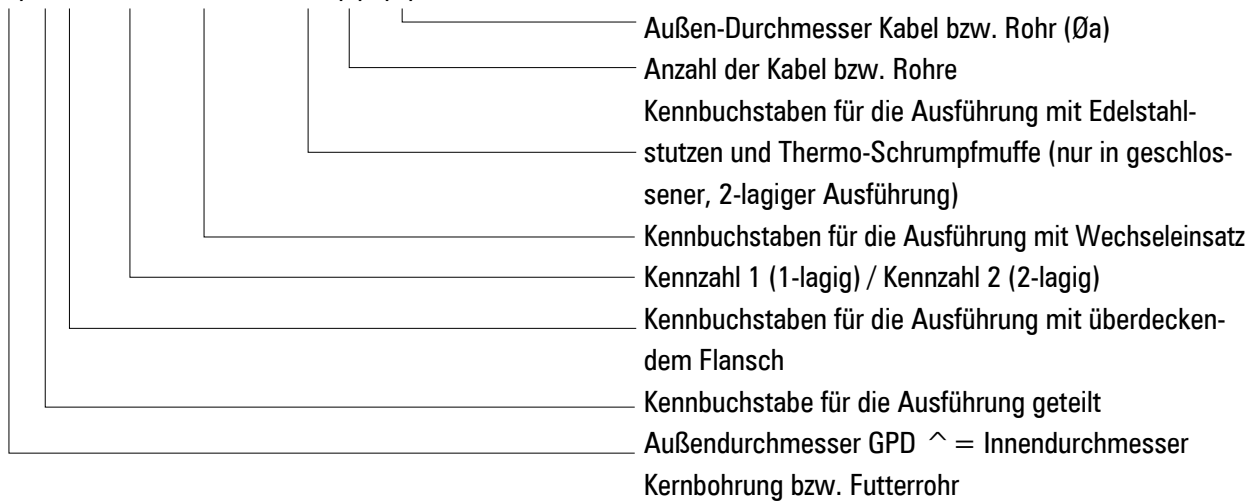 Außen-Durchmesser Kabel bzw. Rohr (Øa)
Anzahl der Kabel bzw. Rohre
Kennbuchstaben für die Ausführung mit Edelstahl-
stutzen und Thermo-Schrumpfmuffe (nur in geschlos-
sener, 2-lagiger Ausführung)
Kennbuchstaben für die Ausführung mit Wechseleinsatz
Kennzahl 1 (1-lagig) / Kennzahl 2 (2-lagig)
Kennbuchstaben für die Ausführung mit überdecken-
dem Flansch
Kennbuchstabe für die Ausführung geteilt
Außendurchmesser GPD ^ = Innendurchmesser
Kernbohrung bzw. Futterrohr